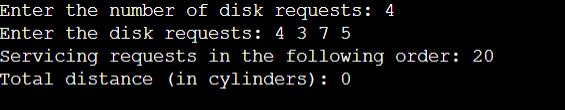 Enter the number of disk requests: 4
Enter the disk requests: 4 3 7 5
Servicing requests in the following order: 20
Total distance (in cylinders): 0